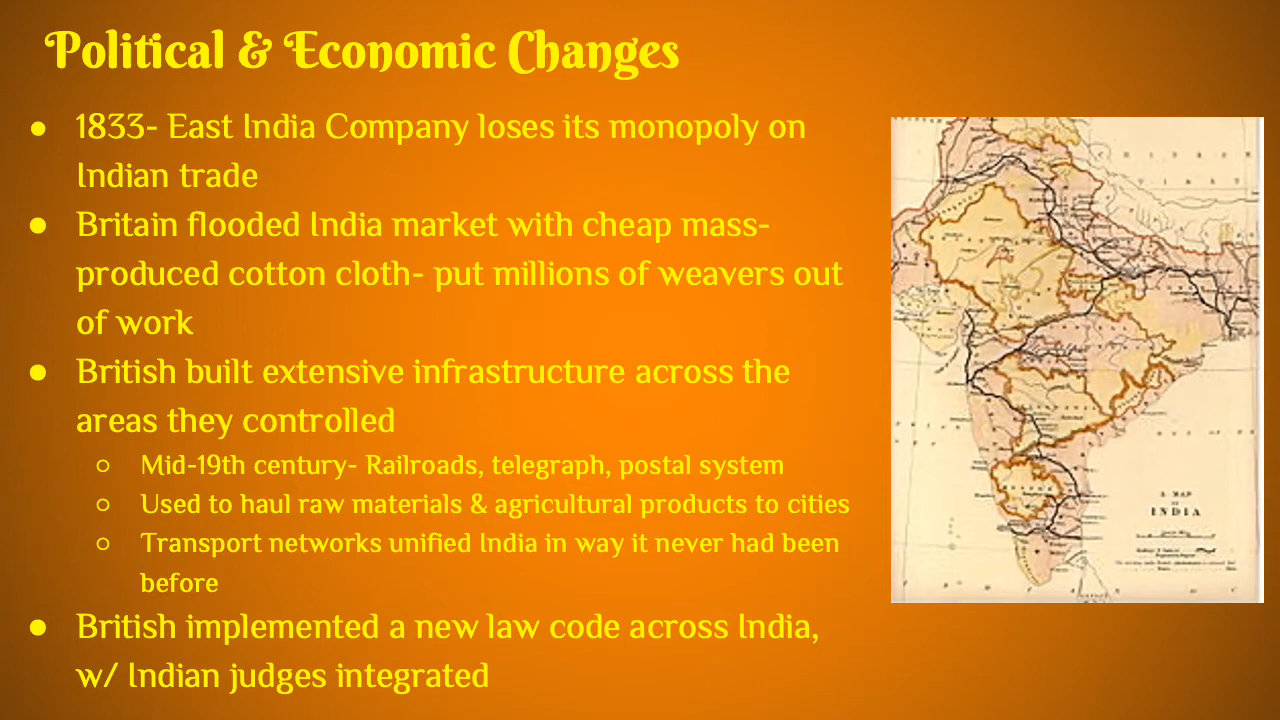 Political & Economic Changes
● 1833- East India Company loses its monopoly on
Indian trade
● Britain flooded India market with cheap mass-
produced cotton cloth- put millions of weavers out
of work
● British built extensive infrastructure across the
areas they controlled
○ Mid-19th century- Railroads, telegraph, postal system
○ Used to haul raw materials & agricultural products to cities
○ Transport networks unified India in way it never had been
before
● British implemented a new law code across India,
w/ Indian judges integrated
A MAP
INDIA